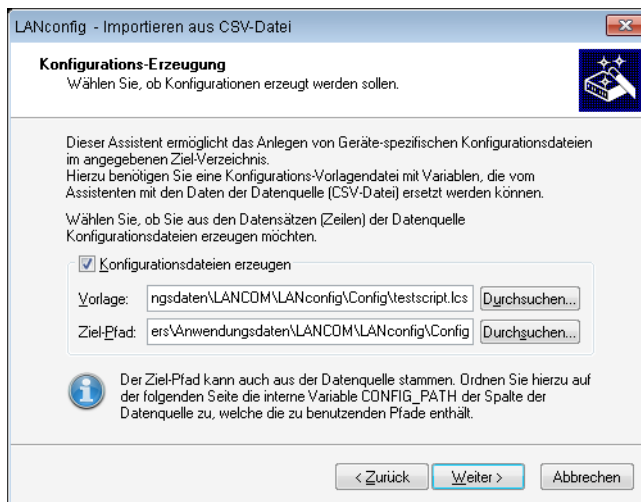 LANconfig - Importieren aus CSV-Datei
Konfigurations-Erzeugung
Wählen Sie, ob Konfigurationen erzeugt werden sollen.
Dieser Assistent ermöglicht das Anlegen von Geräte-spezifischen Konfigurationsdateien
im angegebenen Ziel-Verzeichnis.
Hierzu benötigen Sie eine Konfigurations-Vorlagendatei mit Variablen, die vom
Assistenten mit den Daten der Datenquelle (CSV-Datei) ersetzt werden können.
Wählen Sie, ob Sie aus den Datensätzen (Zeilen) der Datenquelle
Konfigurationsdateien erzeugen möchten.
Konfigurationsdateien erzeugen
Vorlage: ngsdaten\LANCOM\LANconfig\Config\testscript.lcs Durchsuchen...
Ziel-Pfad: ers\Anwendungsdaten\LANCOM\LANconfig\Config Durchsuchen...
Der Ziel-Pfad kann auch aus der Datenquelle stammen. Ordnen Sie hierzu auf
der folgenden Seite die interne Variable CONFIG_PATH der Spalte der
Datenquelle zu, welche die zu benutzenden Pfade enthält.
< Zurück Weiter > Abbrechen